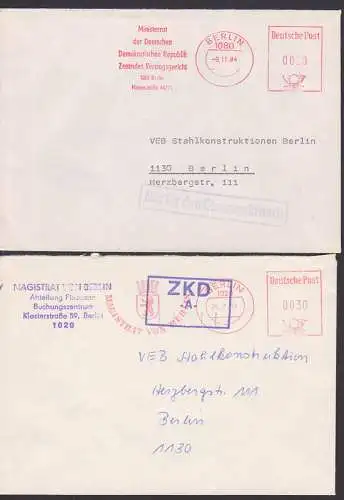 Ministerrat
der Deutschen
Demokratischen Republik
Zentrales Vertragsgericht
BERLIN
1080
Deutsche Post
VEB Stahlkonstruktionen Berlin
1130 Berlin
Herzbergstr. 111
MAGISTRAT VON BERLIN
Abteilung Finanzen
Buchungszentrum
Klosterstraße 59, Berlin
1020
MAGISTRAT VON BERLIN
ZKD
-A-
BERLIN
Deutsche Post
0030
VEB Stahlkonstruktion
Herzbergstr. 111
Berlin
1130